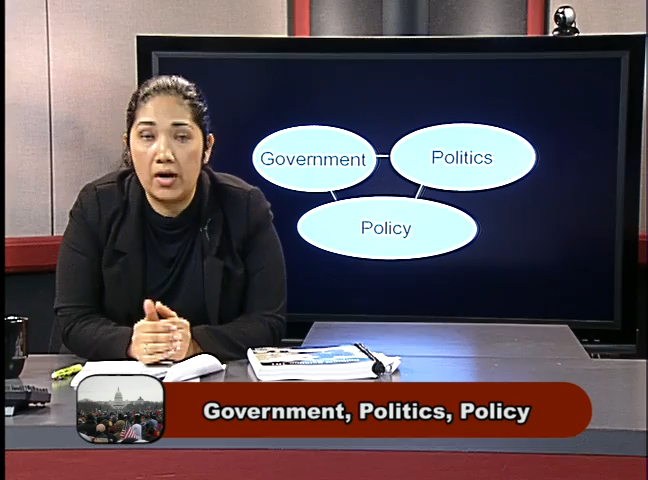 Government
Politics
Policy
Government, Politics, Policy